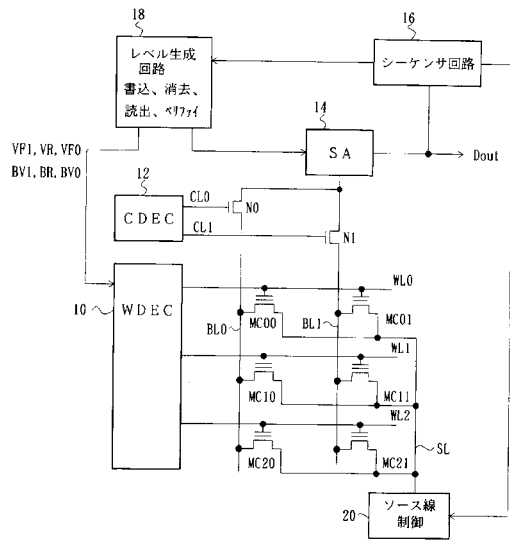 18
レベル生成
回路
書込、消去、
読出、ベリファイ
16
シーケンサ回路
14
SA
Dout
VF1, VR, VF0
BV1, BR, BV0
12
CDEC
CL0
N0
CL1
N1
10
WDEC
WL0
BL0
MC00
BL1
MC01
WL1
MC10
MC11
WL2
MC20
MC21
SL
20
ソース線
制御